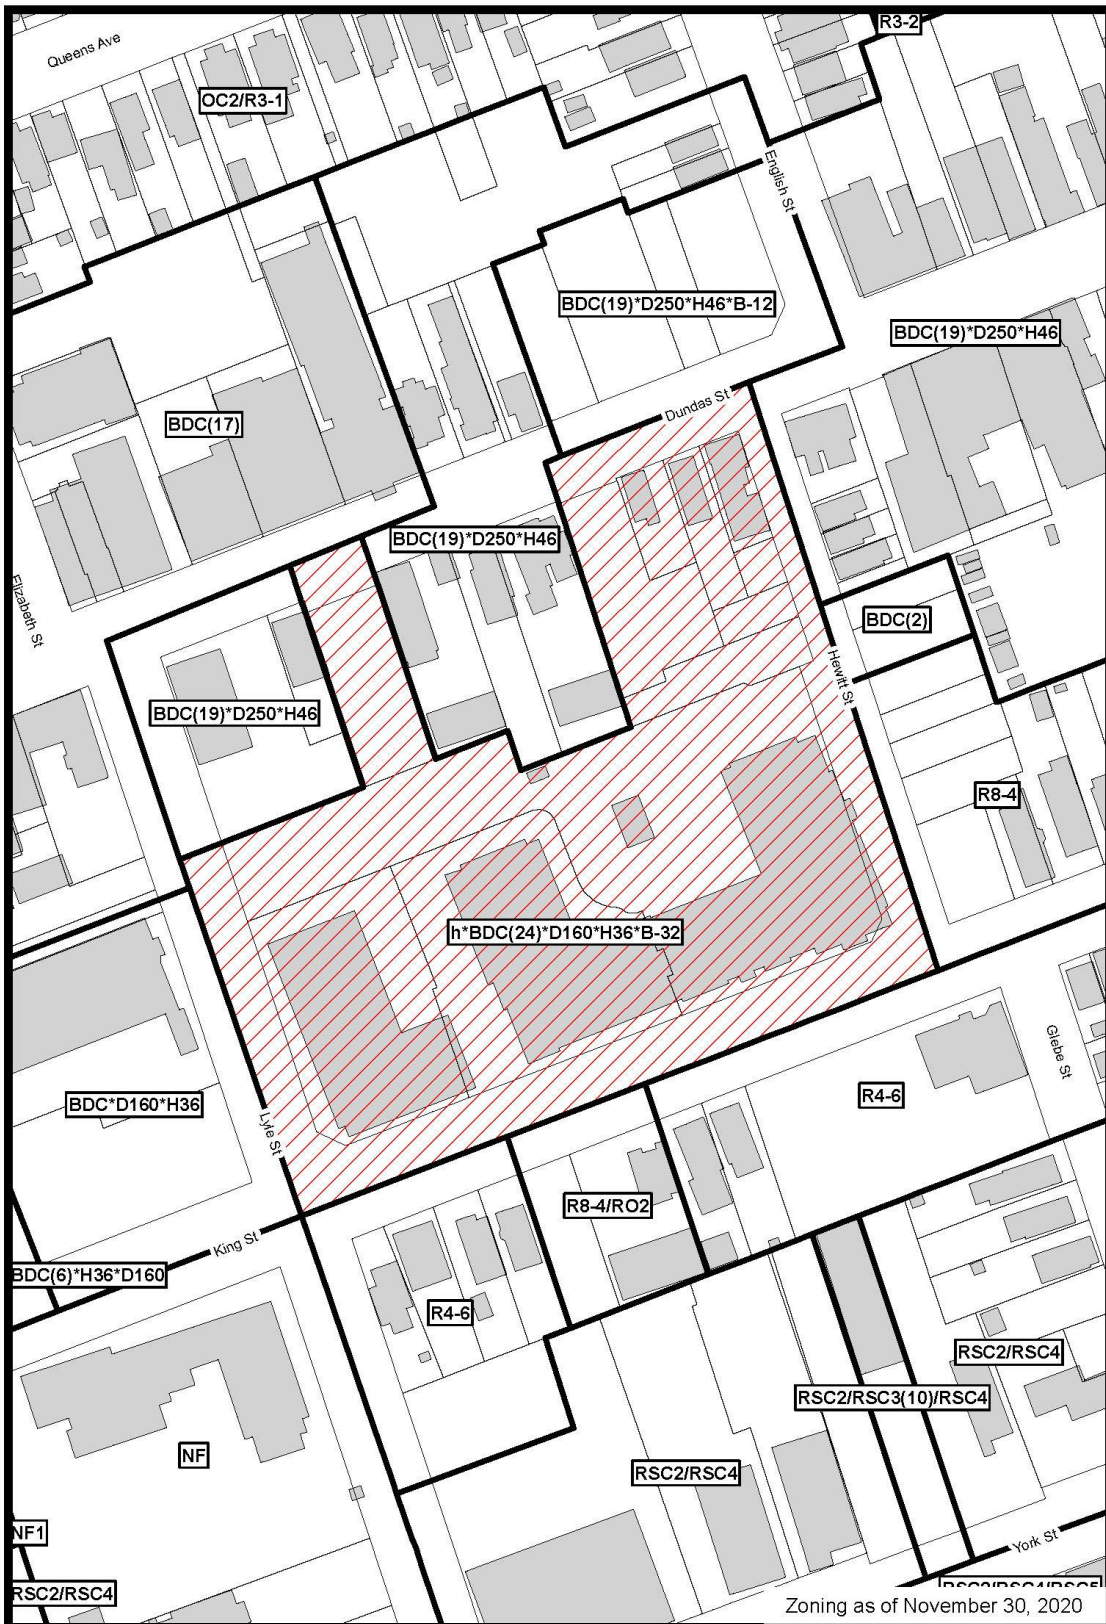 R3-2
Queens Ave
OC2/R3-1
English St
BDC(19)*D250*H46*B-12
BDC(19)*D250*H46
Dundas St
BDC(17)
BDC(19)*D250*H46
Elizabeth St
BDC(2)
Hewitt St
BDC(19)*D250*H46
R8-4
h*BDC(24)*D160*H36*B-32
Glebe St
R4-6
BDC*D160*H36
Lyle St
R8-4/RO2
King St
BDC(6)*H36*D160
R4-6
RSC2/RSC4
RSC2/RSC3(10)/RSC4
NF
RSC2/RSC4
NF1
York St
RSC2/RSC4
RSC2/RSC4/RSC5
Zoning as of November 30, 2020